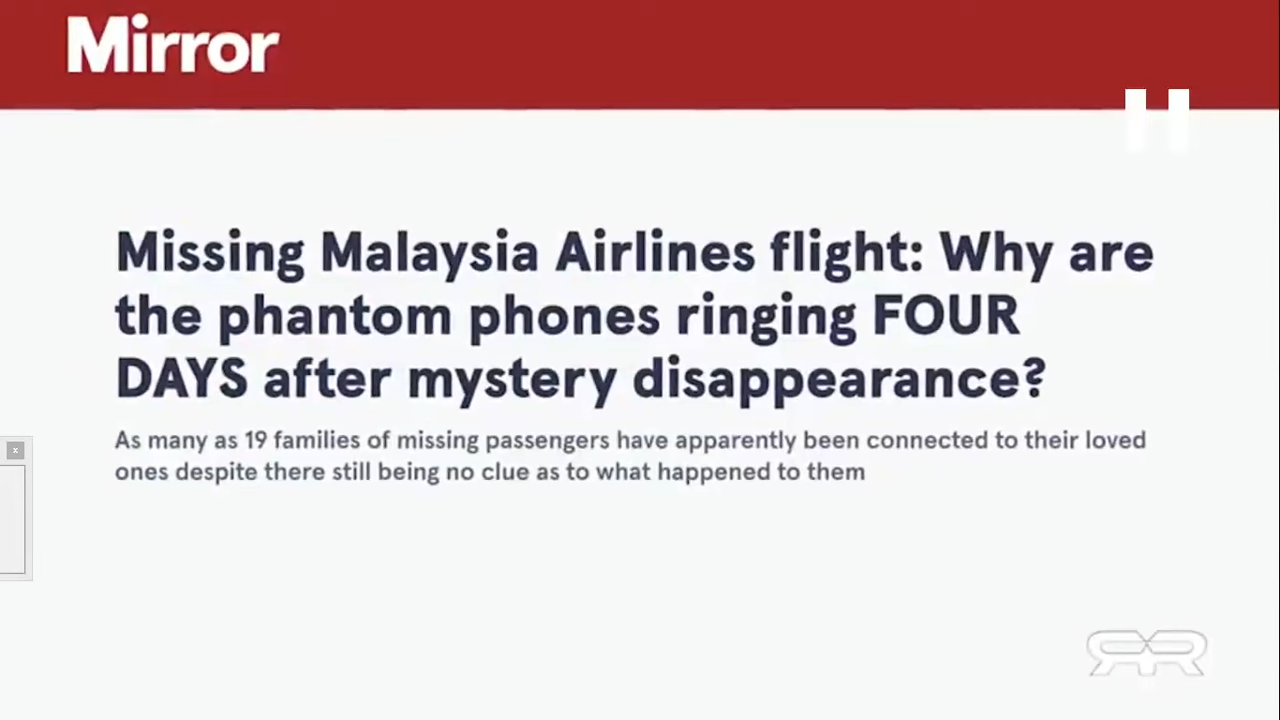 Mirror
Missing Malaysia Airlines flight: Why are
the phantom phones ringing FOUR
DAYS after mystery disappearance?
As many as 19 families of missing passengers have apparently been connected to their loved
ones despite there still being no clue as to what happened to them
x
RR